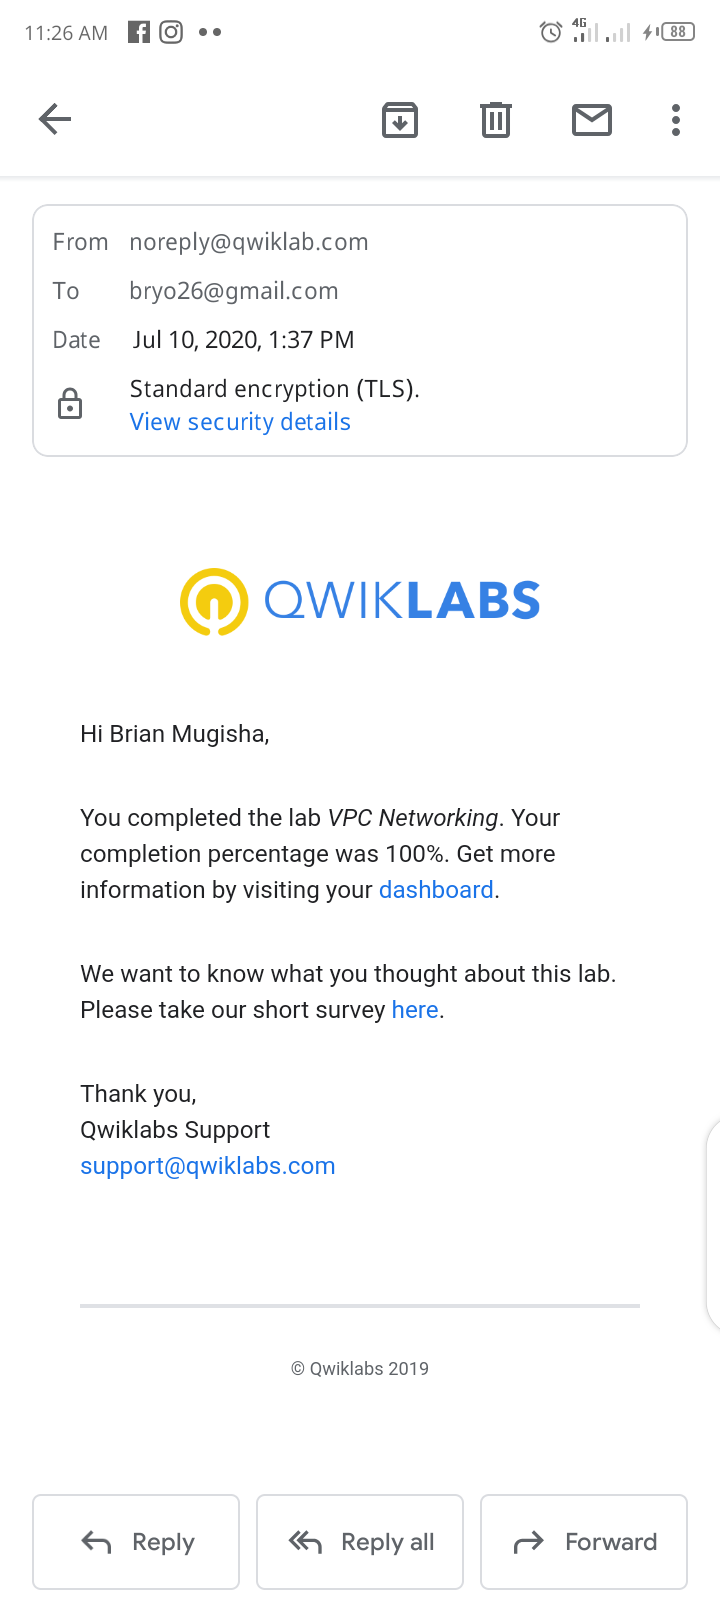 11:26 AM
4G
88
From noreply@qwiklab.com
To bryo26@gmail.com
Date Jul 10, 2020, 1:37 PM
Standard encryption (TLS).
View security details
QWIKLABS
Hi Brian Mugisha,
You completed the lab VPC Networking. Your
completion percentage was 100%. Get more
information by visiting your dashboard.
We want to know what you thought about this lab.
Please take our short survey here.
Thank you,
Qwiklabs Support
support@qwiklabs.com
© Qwiklabs 2019
Reply
Reply all
Forward